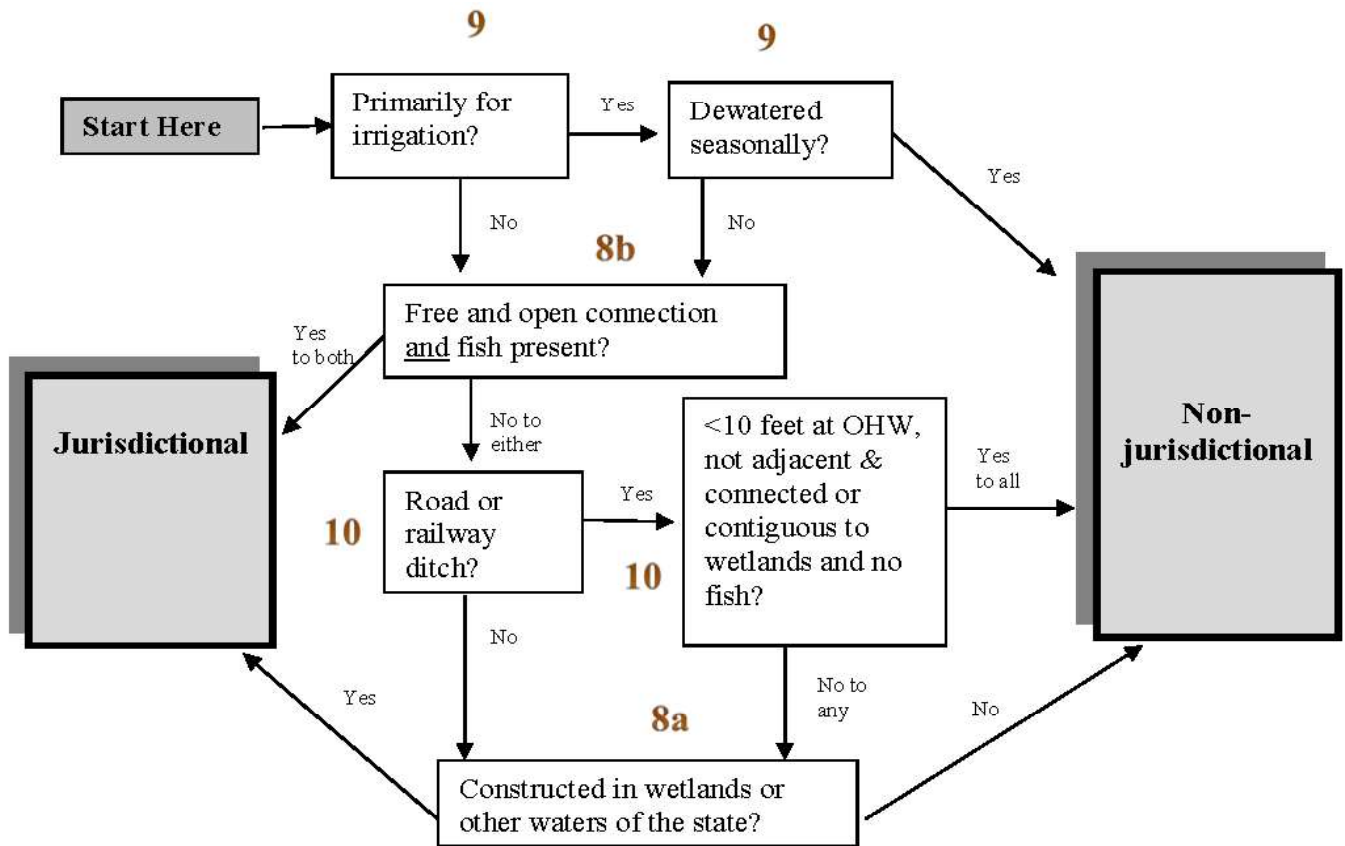 9
9
Start Here
Primarily for
irrigation?
Yes
Dewatered
seasonally?
Yes
No
No
8b
Free and open connection
and fish present?
Yes
to both
Jurisdictional
No to
either
<10 feet at OHW,
not adjacent &
connected or
contiguous to
wetlands and no
fish?
Yes
to all
Non-
jurisdictional
10
Road or
railway
ditch?
Yes
10
No
No to
any
Yes
8a
No
Constructed in wetlands or
other waters of the state?